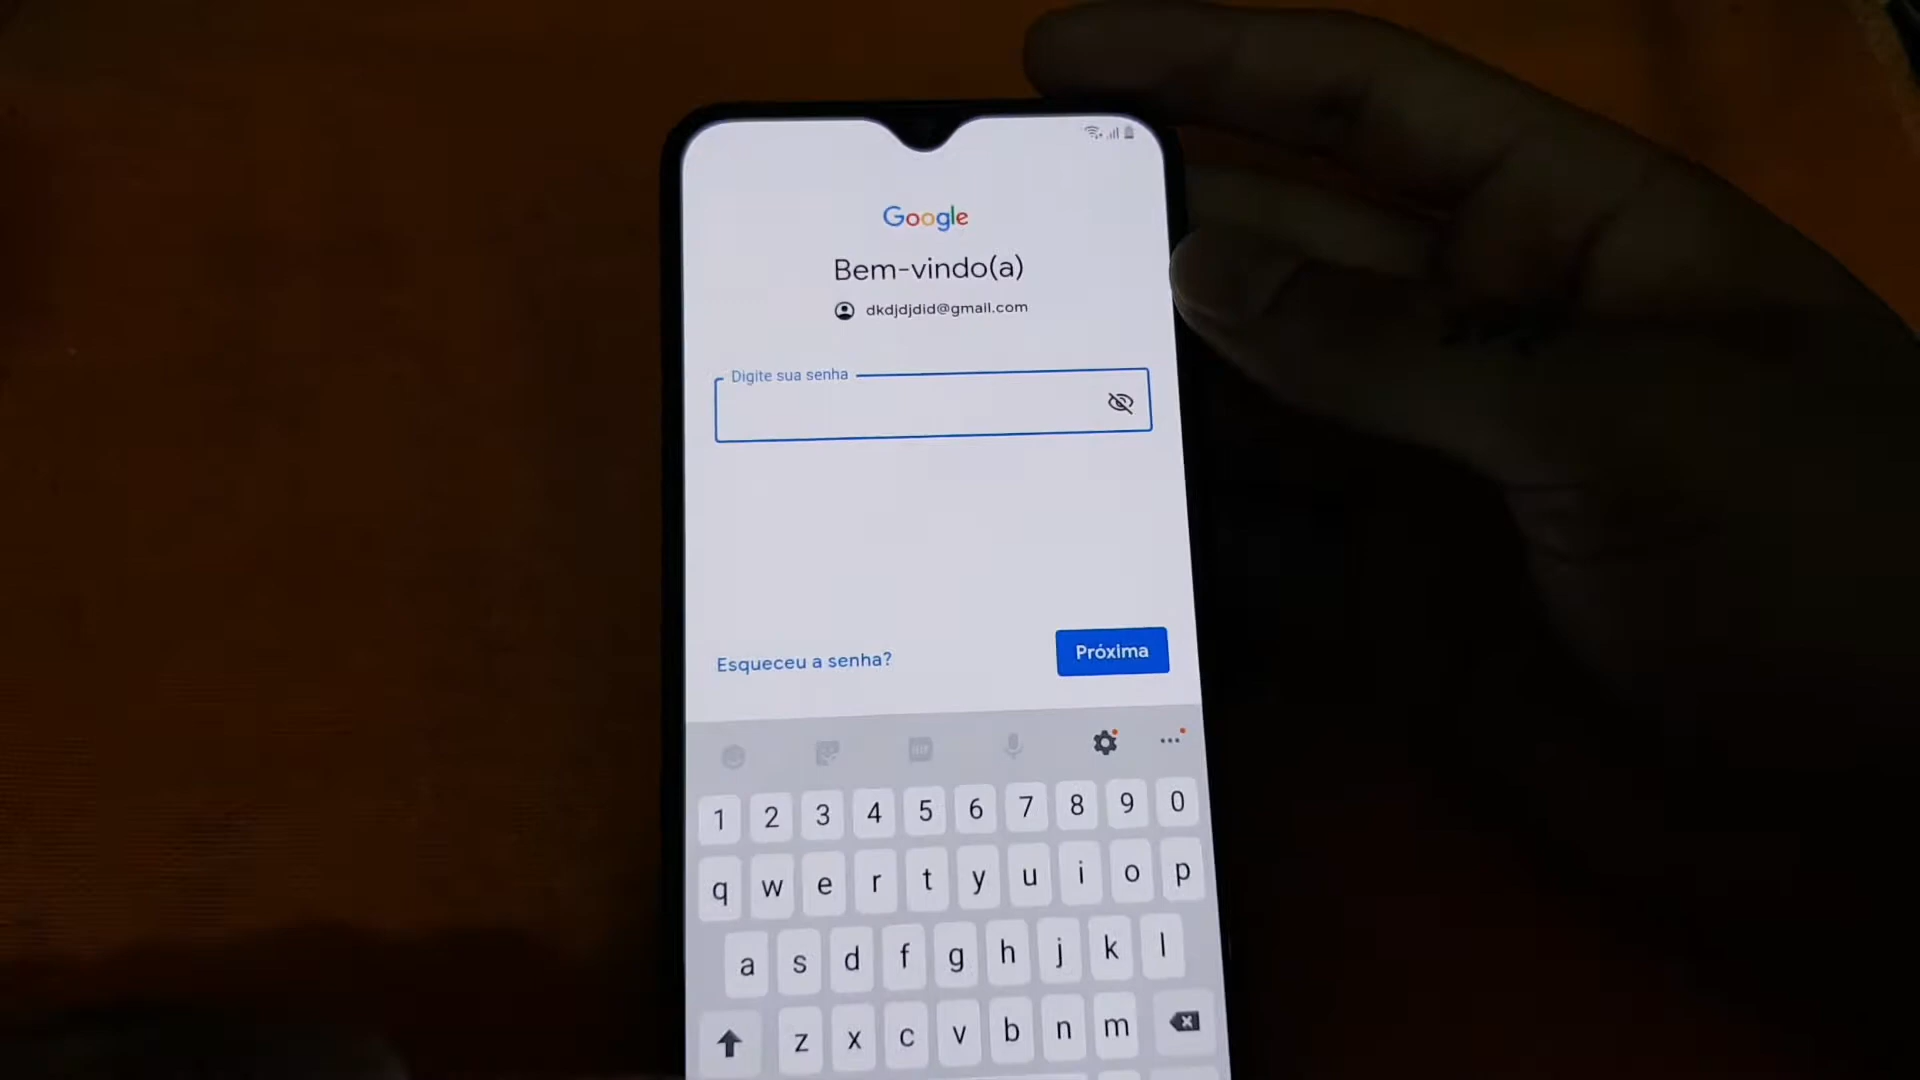 Google
Bem-vindo(a)
dkdjdjdid@gmail.com
Digite sua senha
Esqueceu a senha?
Próxima
GIF
1 2 3 4 5 6 7 8 9 0
q w e r t y u i o p
a s d f g h j k l
z x c v b n m